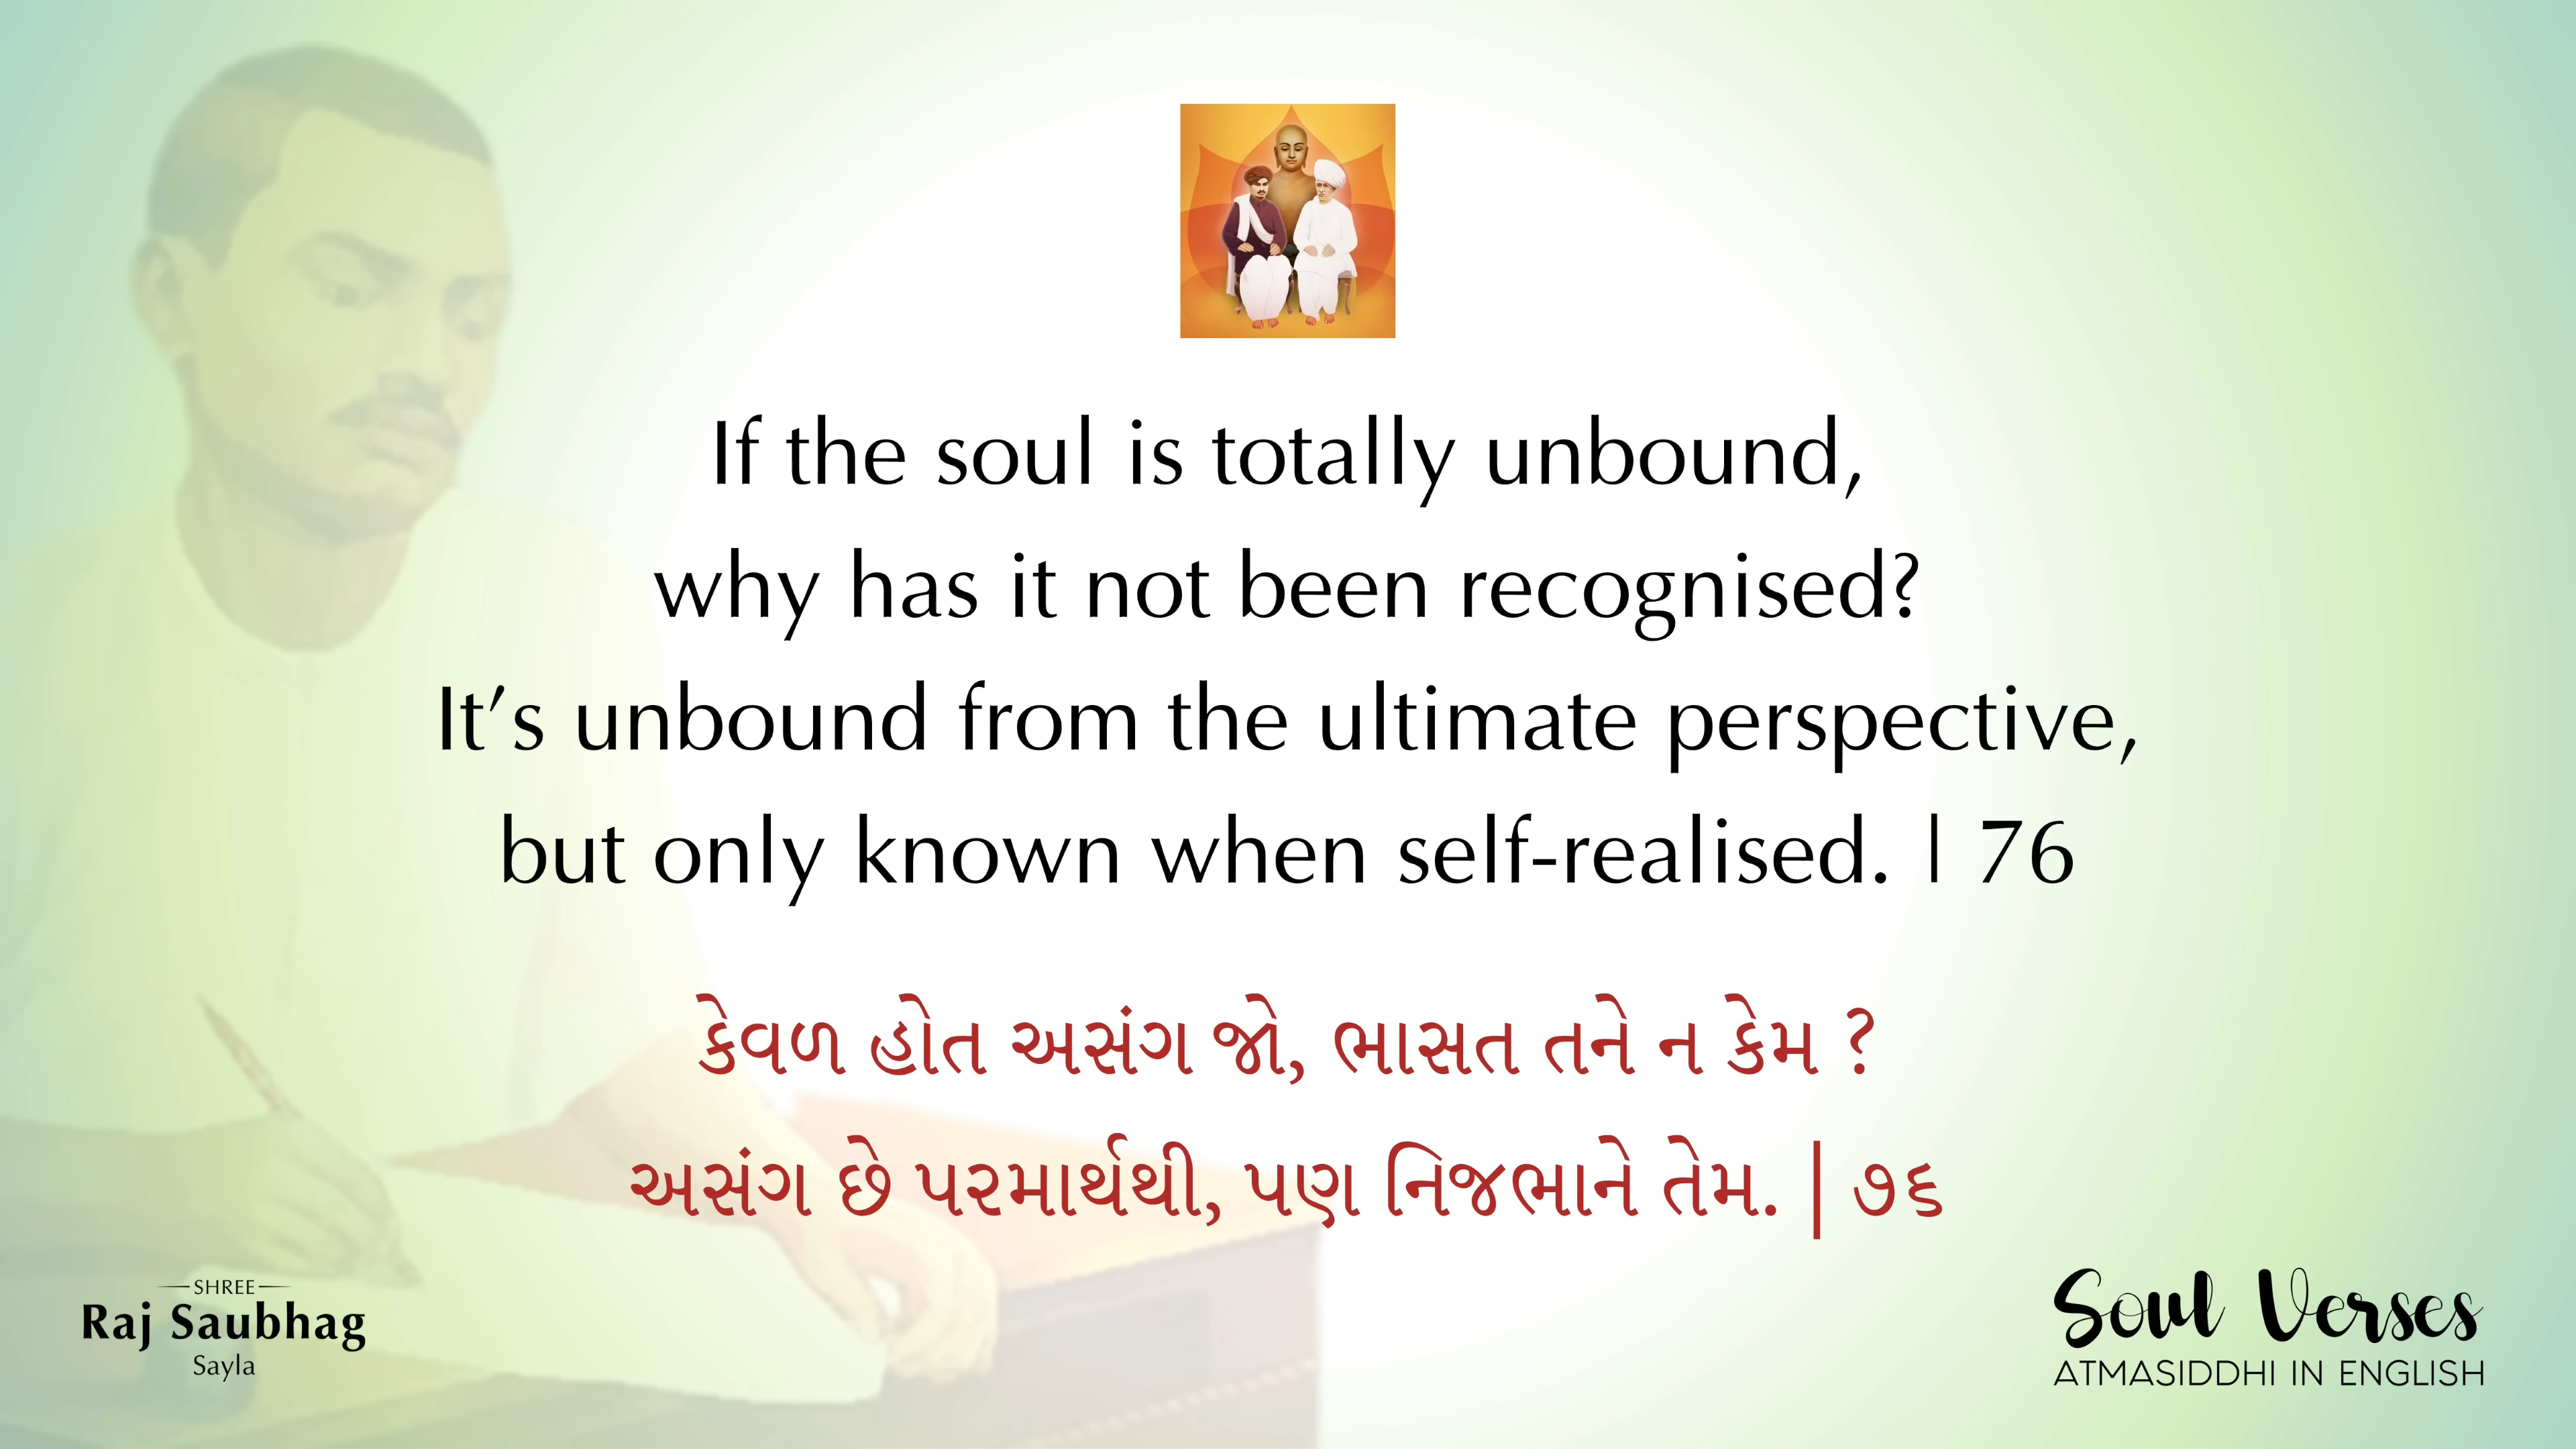 If the soul is totally unbound,
why has it not been recognised?
It’s unbound from the ultimate perspective,
but only known when self-realised. | 76
કેવળ હોત અસંગ જો, ભાસત તને ન કેમ ?
અસંગ છે પરમાર્થથી, પણ નિજભાને તેમ. | ૭૬
SHREE
Raj Saubhag
Sayla
Soul Verses
ATMASIDDHI IN ENGLISH